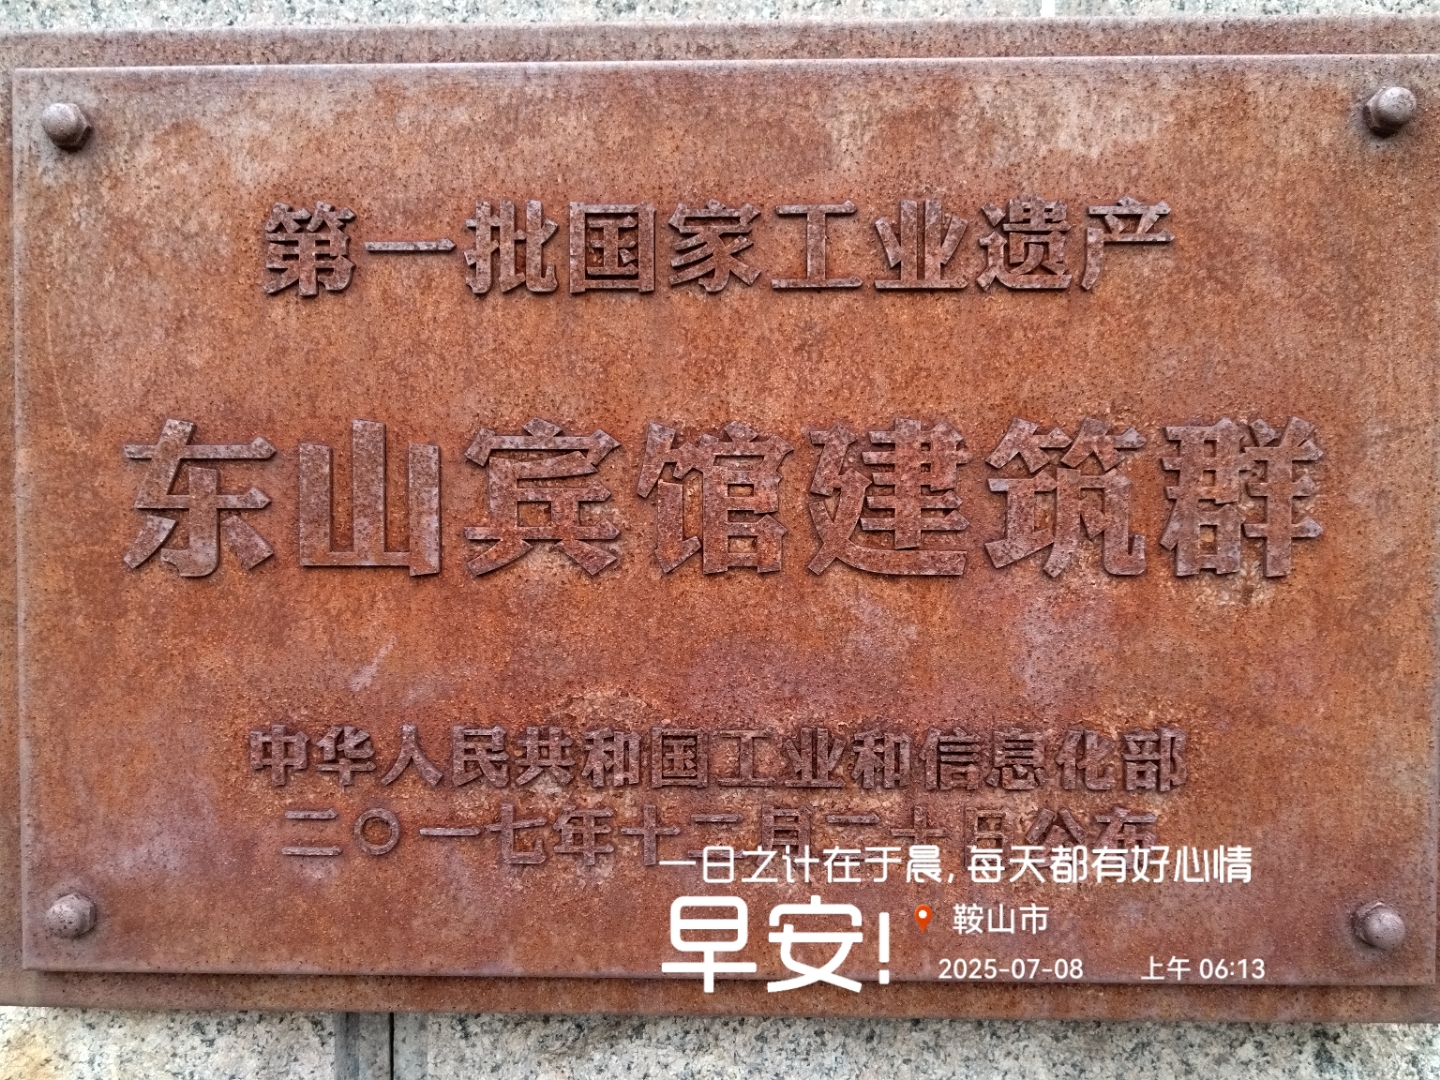 第一批国家工业遗产
东山宾馆建筑群
中华人民共和国工业和信息化部
二〇一七年十二月二十日公布
一日之计在于晨，每天都有好心情
早安！
鞍山市
2025-07-08 上午 06:13